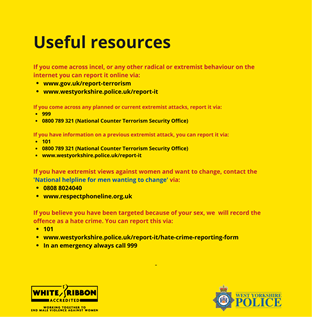 Useful resources
If you come across incel, or any other radical or extremist behaviour on the
internet you can report it online via:
• www.gov.uk/report-terrorism
• www.westyorkshire.police.uk/report-it
If you come across any planned or current extremist attacks, report it via:
• 999
• 0800 789 321 (National Counter Terrorism Security Office)
If you have information on a previous extremist attack, you can report it via:
• 101
• 0800 789 321 (National Counter Terrorism Security Office)
• www.westyorkshire.police.uk/report-it
If you have extremist views against women and want to change, contact the
'National helpline for men wanting to change' via:
• 0808 8024040
• www.respectphoneline.org.uk
If you believe you have been targeted because of your sex, we will record the
offence as a hate crime. You can report this via:
• 101
• www.westyorkshire.police.uk/report-it/hate-crime-reporting-form
• In an emergency always call 999
WHITE RIBBON
ACCREDITED
WORKING TOGETHER TO
END MALE VIOLENCE AGAINST WOMEN
WEST YORKSHIRE
POLICE